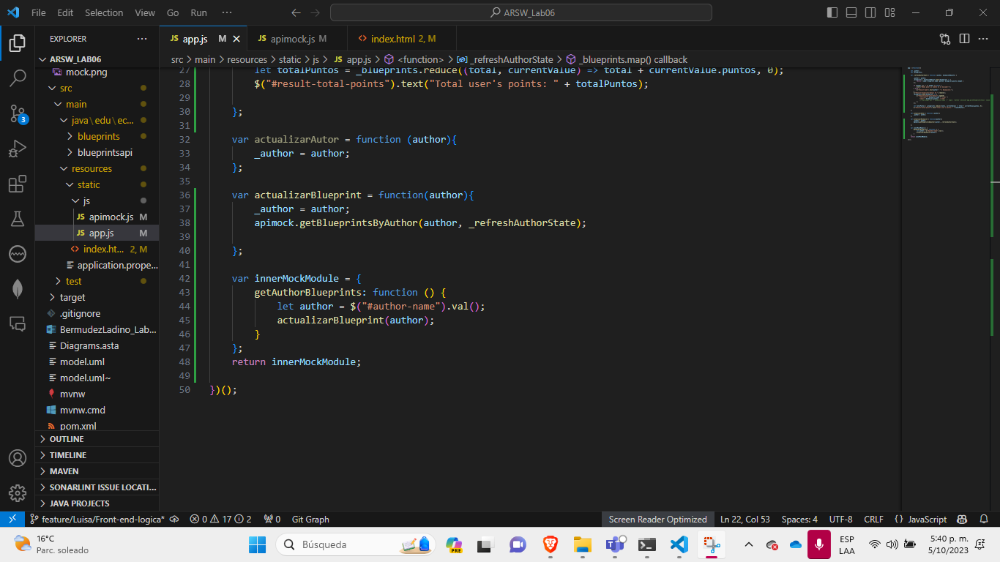 File Edit Selection View Go Run ··· ARSW_Lab06
EXPLORER ···
ARSW_LAB06
mock.png
src
main
java\edu\ec...
blueprints
blueprintsapi
resources
static
js
JS apimock.js M
JS app.js M
<> index.ht... 2, M
application.prope...
test
target
.gitignore
BermudezLadino_Lab...
Diagrams.asta
model.uml
model.uml~
mvnw
mvnw.cmd
pom.xml
OUTLINE
TIMELINE
MAVEN
SONARLINT ISSUE LOCATI...
JAVA PROJECTS
3
JS app.js M JS apimock.js M <> index.html 2, M
src > main > resources > static > js > JS app.js > <function> > _refreshAuthorState > _blueprints.map() callback
27 let totalPuntos = _blueprints.reduce((total, currentValue) => total + currentValue.puntos, 0);
28 $("#result-total-points").text("Total user's points: " + totalPuntos);
29
30 };
31
32 var actualizarAutor = function (author){
33 _author = author;
34 };
35
36 var actualizarBlueprint = function(author){
37 _author = author;
38 apimock.getBlueprintsByAuthor(author, _refreshAuthorState);
39
40 };
41
42 var innerMockModule = {
43 getAuthorBlueprints: function () {
44 let author = $("#author-name").val();
45 actualizarBlueprint(author);
46 }
47 };
48 return innerMockModule;
49
50 })();
feature/Luisa/Front-end-logica* 0 17 2 0 Git Graph Screen Reader Optimized Ln 22, Col 53 Spaces: 4 UTF-8 CRLF {} JavaScript
16°C
Parc. soleado
Búsqueda
PRE
ESP
LAA
5:40 p. m.
5/10/2023